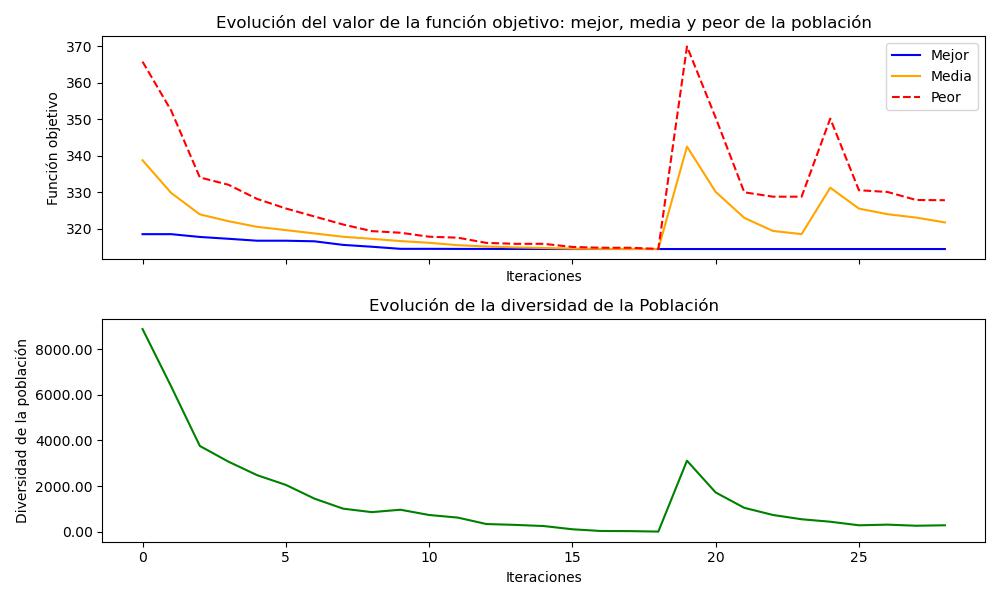 Evolución del valor de la función objetivo: mejor, media y peor de la población
370
360
350
340
330
320
Función objetivo
Mejor
Media
Peor
Iteraciones
Evolución de la diversidad de la Población
8000.00
6000.00
4000.00
2000.00
0.00
Diversidad de la población
0 5 10 15 20 25
Iteraciones